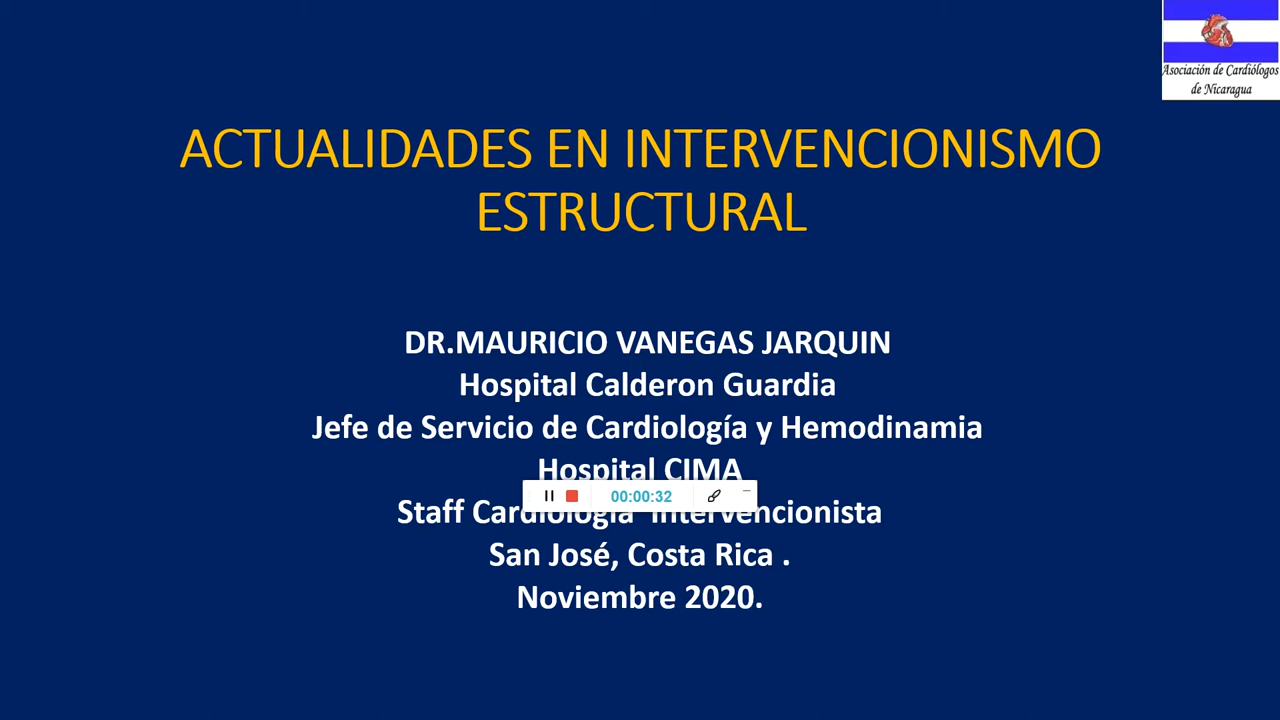 Asociación de Cardiólogos
de Nicaragua
ACTUALIDADES EN INTERVENCIONISMO
ESTRUCTURAL
DR.MAURICIO VANEGAS JARQUIN
Hospital Calderon Guardia
Jefe de Servicio de Cardiología y Hemodinamia
Hospital CIMA
00:00:32
Staff Cardiología Intervencionista
San José, Costa Rica .
Noviembre 2020.